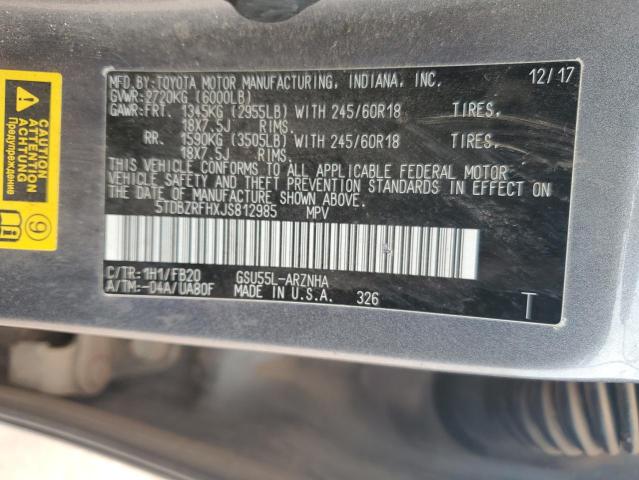 MFD.BY:TOYOTA MOTOR MANUFACTURING, INDIANA, INC. 12/17
GVWR:2720KG (6000LB)
GAWR:FRT. 1345KG (2955LB) WITH 245/60R18 TIRES.
18X7.5J RIMS.
RR. 1590KG (3505LB) WITH 245/60R18 TIRES.
18X7.5J RIMS.
THIS VEHICLE CONFORMS TO ALL APPLICABLE FEDERAL MOTOR
VEHICLE SAFETY AND THEFT PREVENTION STANDARDS IN EFFECT ON
THE DATE OF MANUFACTURE SHOWN ABOVE.
5TDBZRFHXJS812985 MPV
C/TR:1H1/FB20 GSU55L-ARZNHA
A/TM:-04A/UA80F MADE IN U.S.A. 326 T
CAUTION
ATTENTION
ACHTUNG
Предупреждение
9